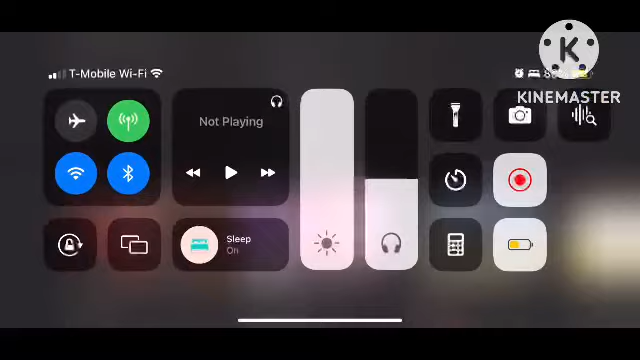 T-Mobile Wi-Fi
K
KINEMASTER
Not Playing
Sleep
On